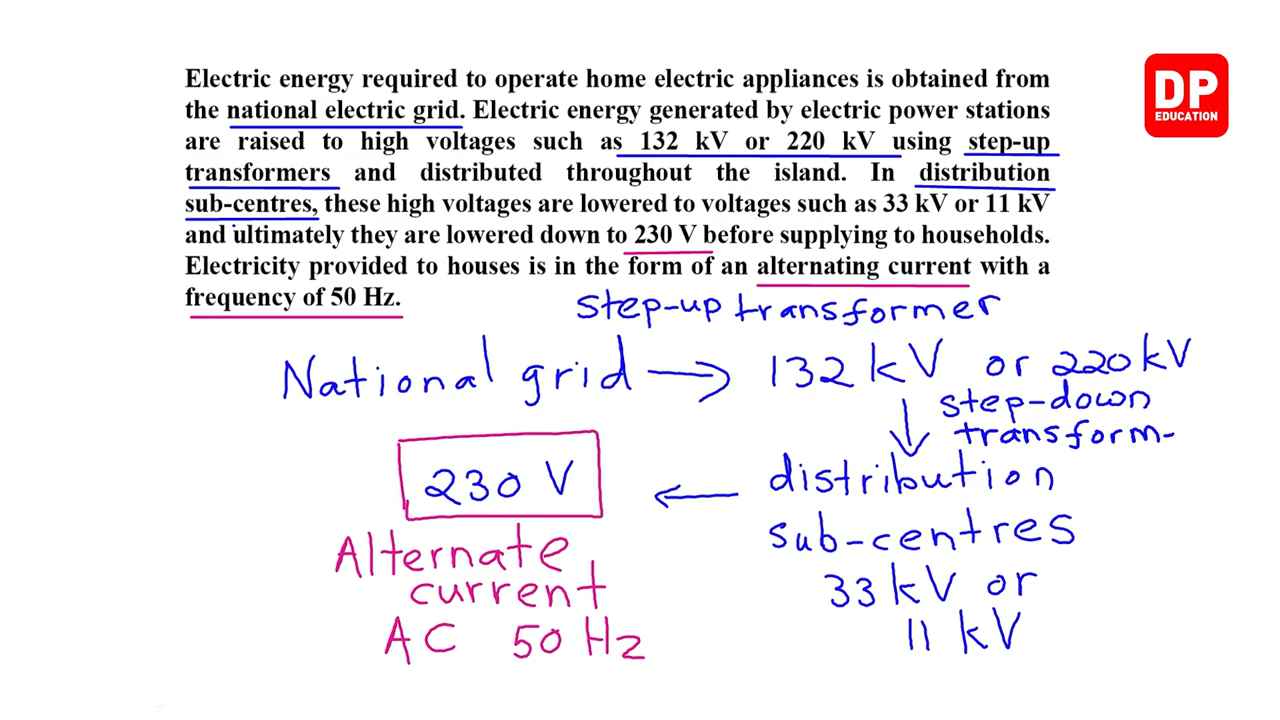 Electric energy required to operate home electric appliances is obtained from
the national electric grid. Electric energy generated by electric power stations
are raised to high voltages such as 132 kV or 220 kV using step-up
transformers and distributed throughout the island. In distribution
sub-centres, these high voltages are lowered to voltages such as 33 kV or 11 kV
and ultimately they are lowered down to 230 V before supplying to households.
Electricity provided to houses is in the form of an alternating current with a
frequency of 50 Hz.
DP
EDUCATION
step-up transformer
National grid → 132 kV or 220 kV
step-down
transform-
230 V ← distribution
sub-centres
33 kV or
11 kV
Alternate
current
AC 50 Hz